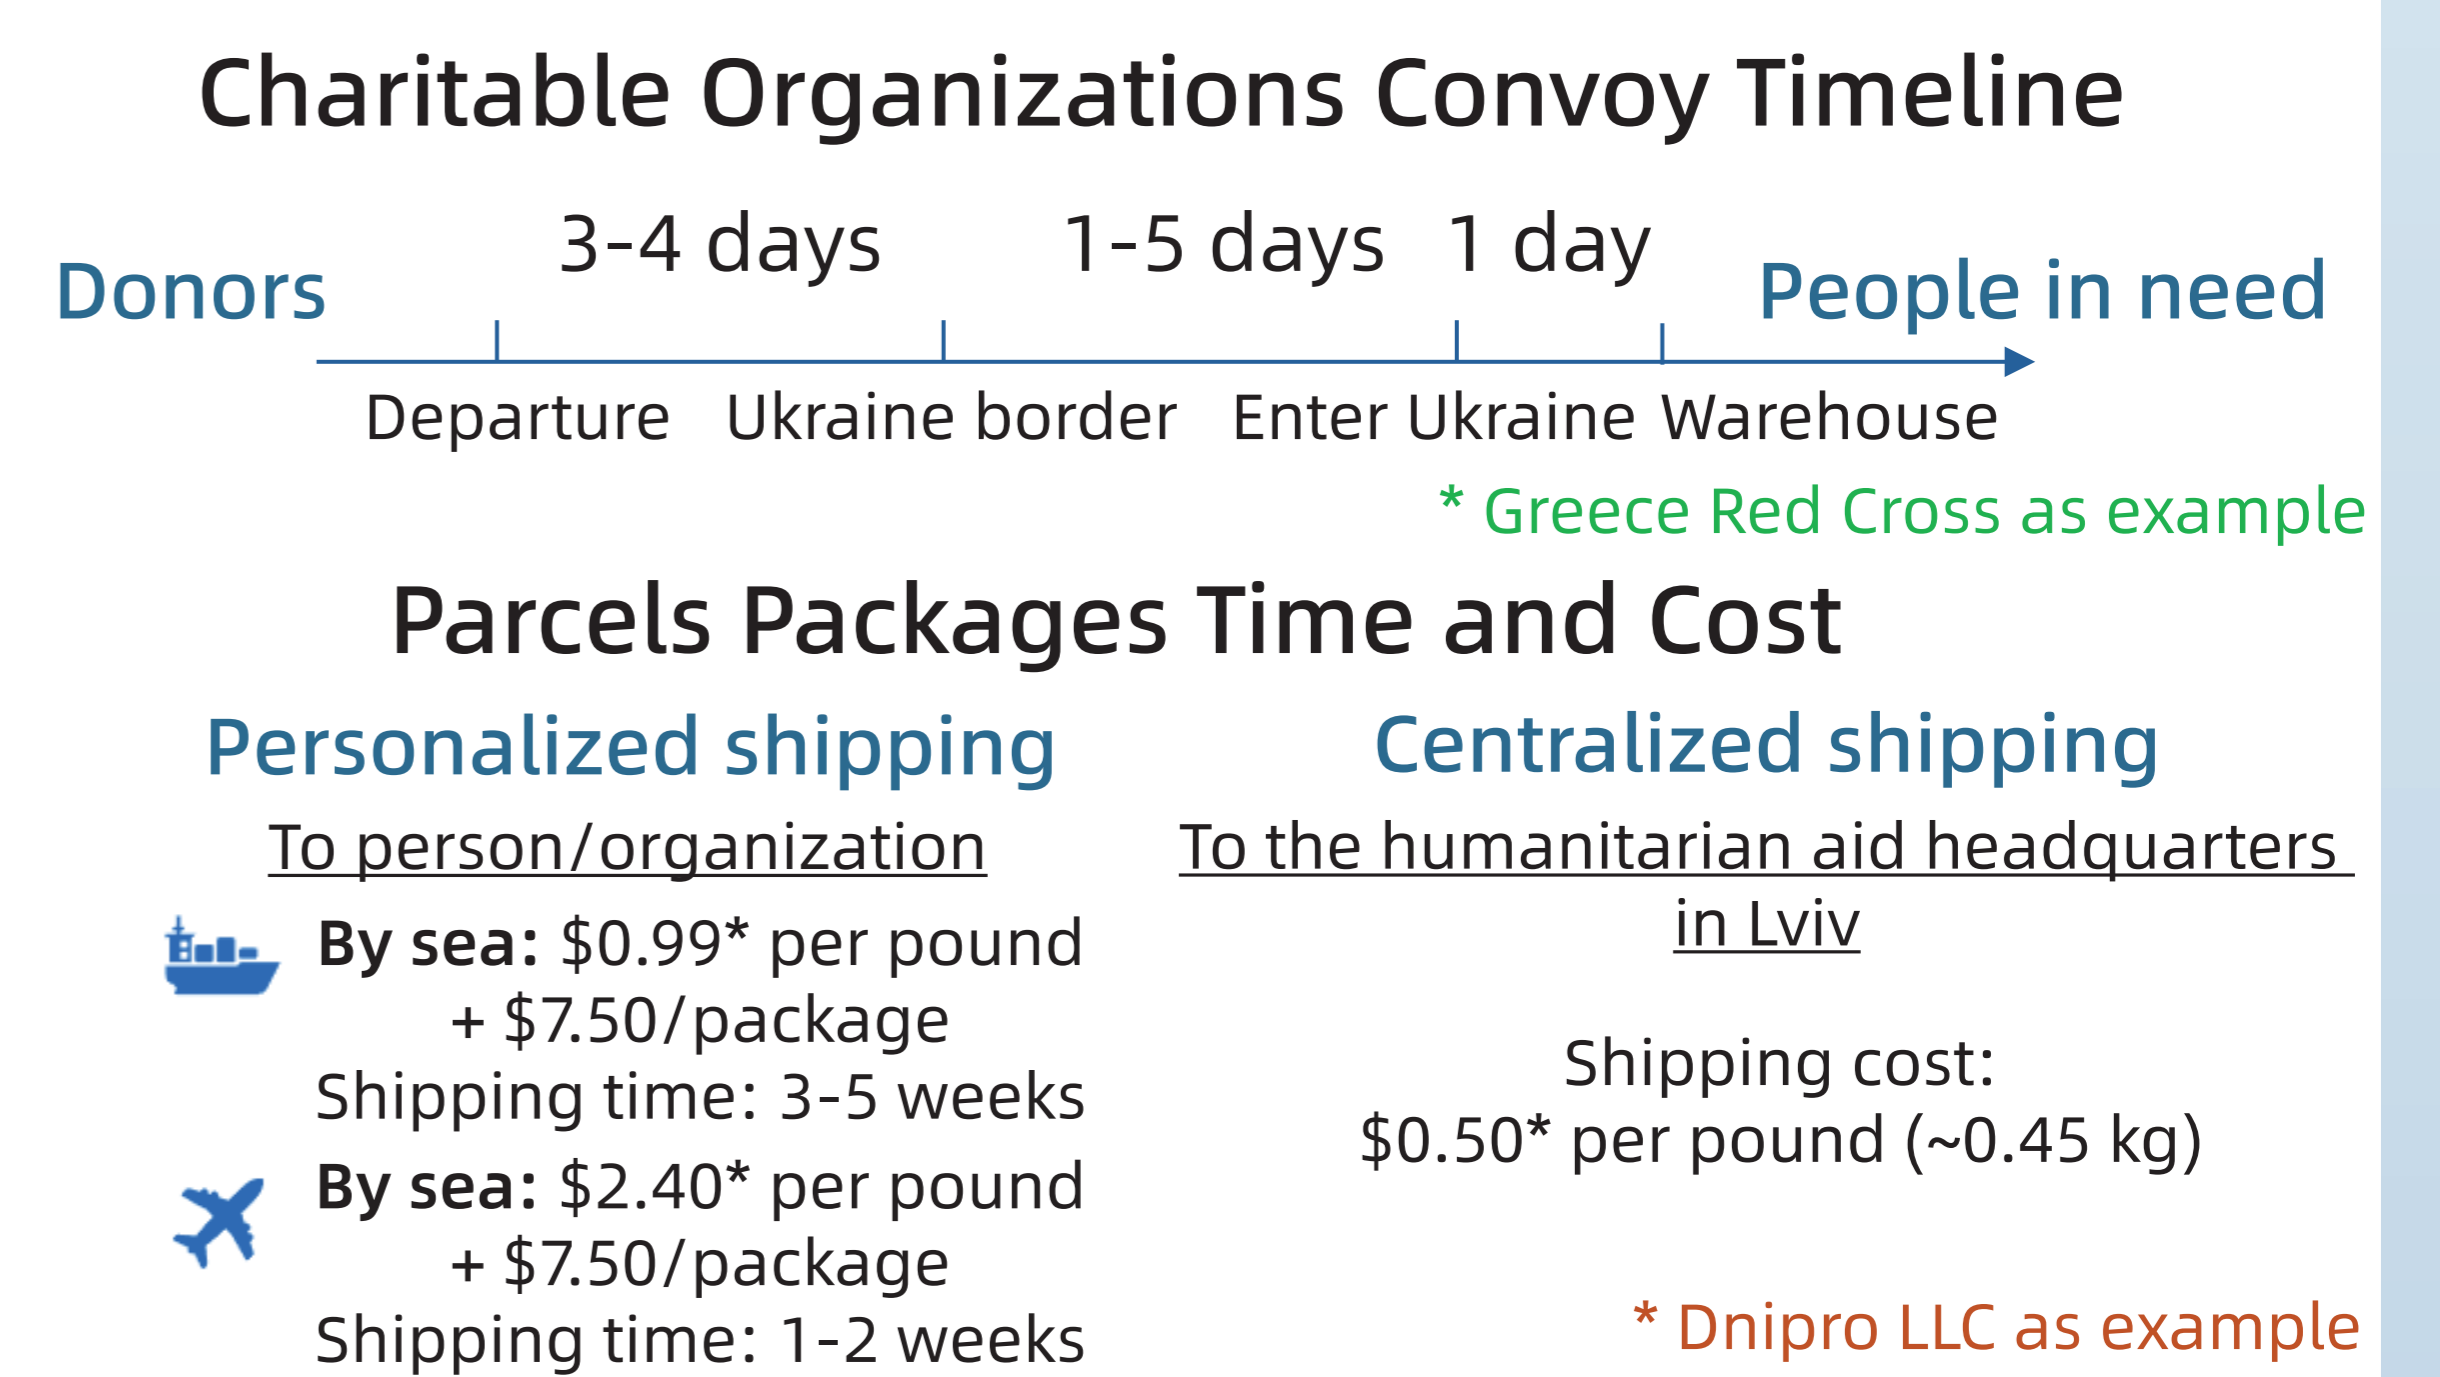 Charitable Organizations Convoy Timeline
3-4 days 1-5 days 1 day
Donors People in need
Departure Ukraine border Enter Ukraine Warehouse
* Greece Red Cross as example
Parcels Packages Time and Cost
Personalized shipping
To person/organization
By sea: $0.99* per pound
+ $7.50/package
Shipping time: 3-5 weeks
By sea: $2.40* per pound
+ $7.50/package
Shipping time: 1-2 weeks
Centralized shipping
To the humanitarian aid headquarters
in Lviv
Shipping cost:
$0.50* per pound (~0.45 kg)
* Dnipro LLC as example